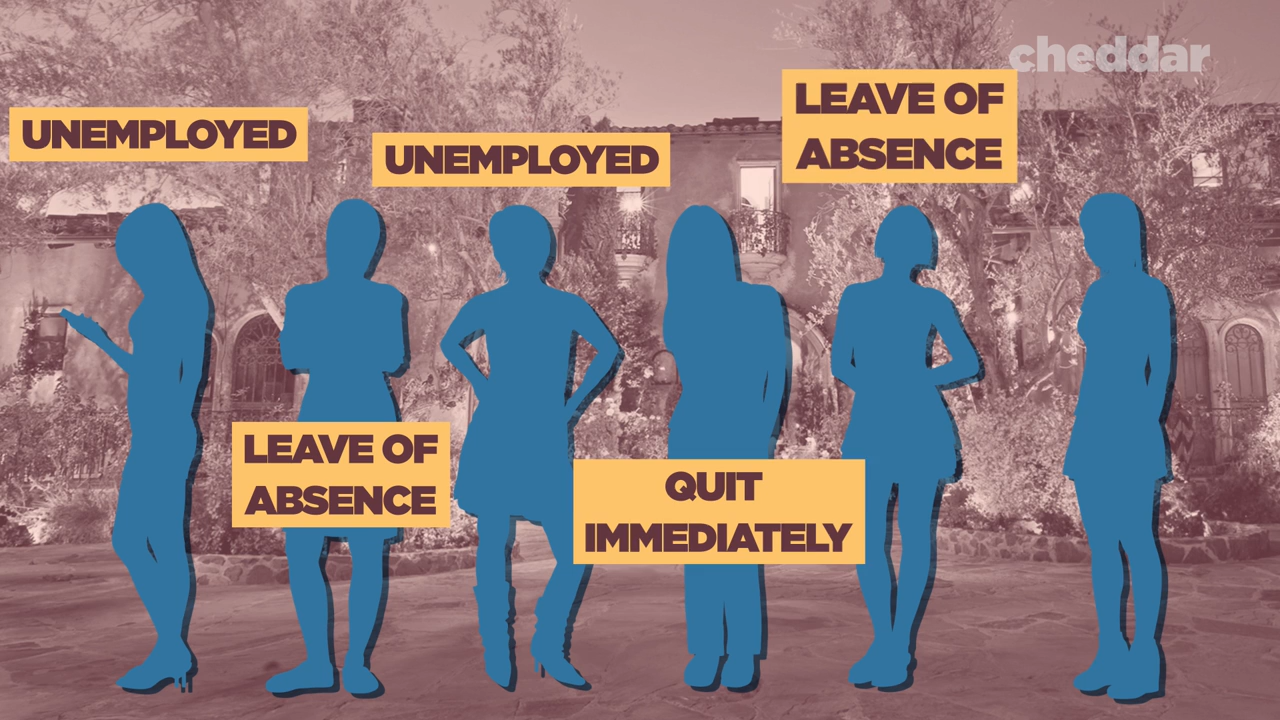 cheddar
UNEMPLOYED
UNEMPLOYED
LEAVE OF
ABSENCE
LEAVE OF
ABSENCE
QUIT
IMMEDIATELY